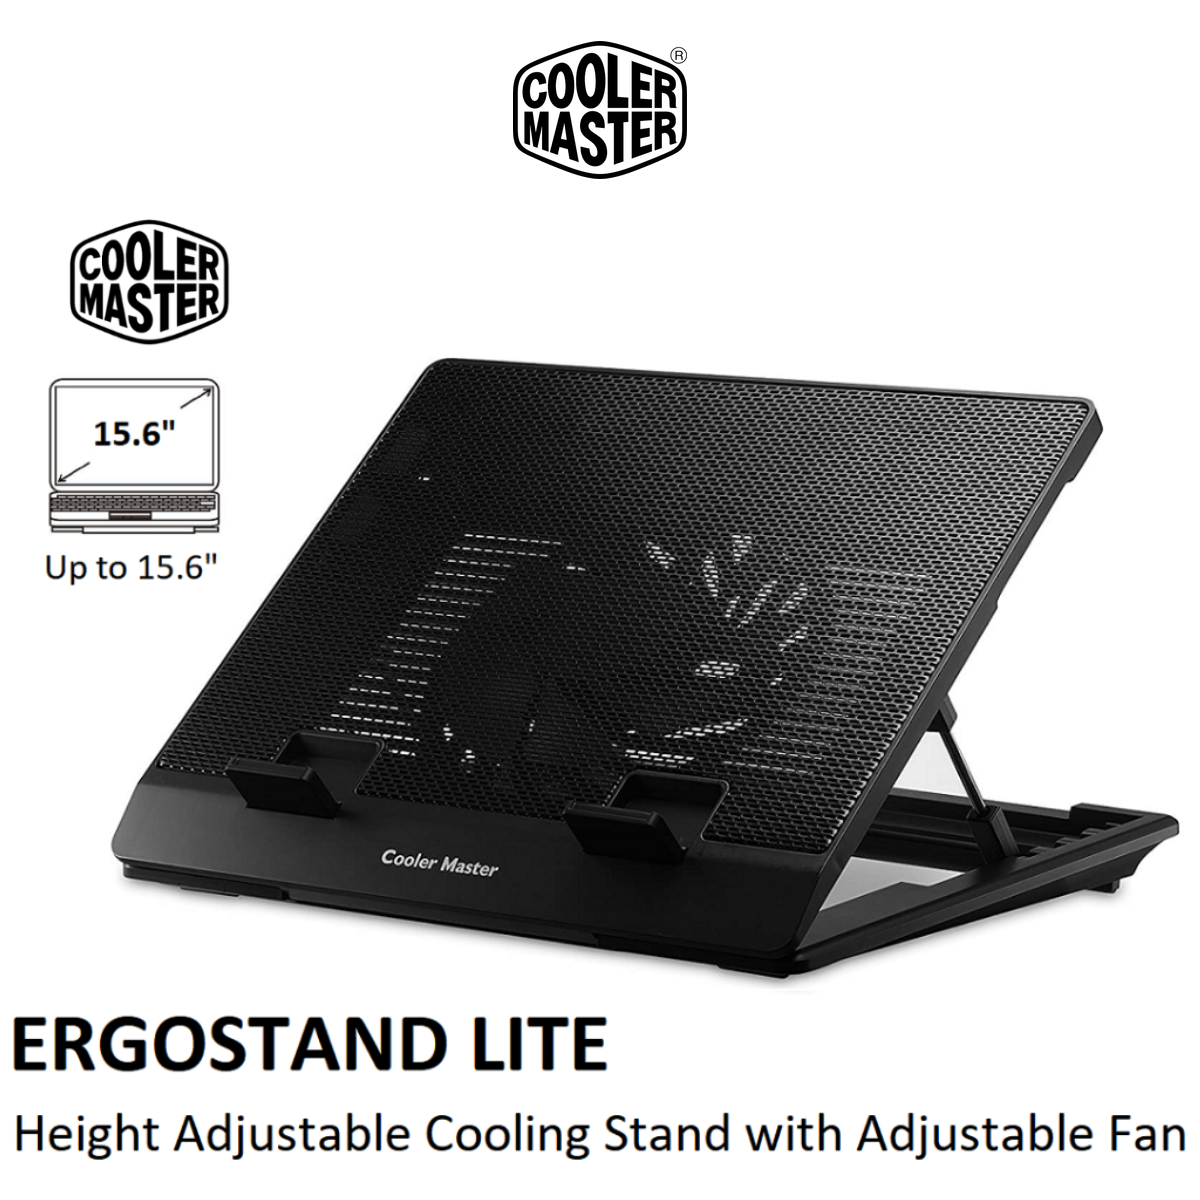 COOLER
MASTER
®
COOLER
MASTER
15.6"
Up to 15.6"
Cooler Master
ERGOSTAND LITE
Height Adjustable Cooling Stand with Adjustable Fan